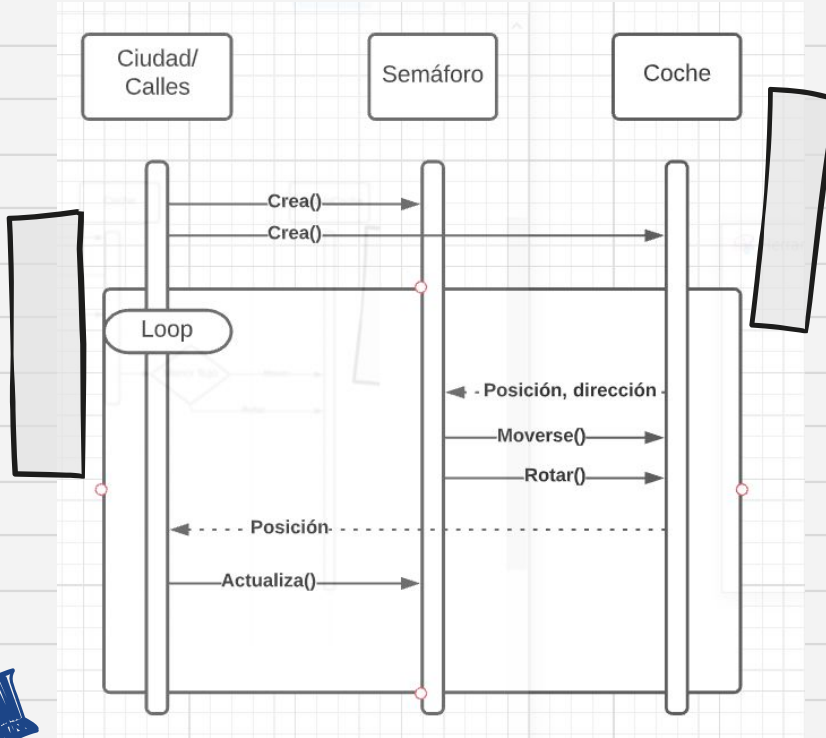 Ciudad/
Calles
Semáforo
Coche
Crea()
Crea()
Loop
Posición, dirección
Moverse()
Rotar()
Posición
Actualiza()